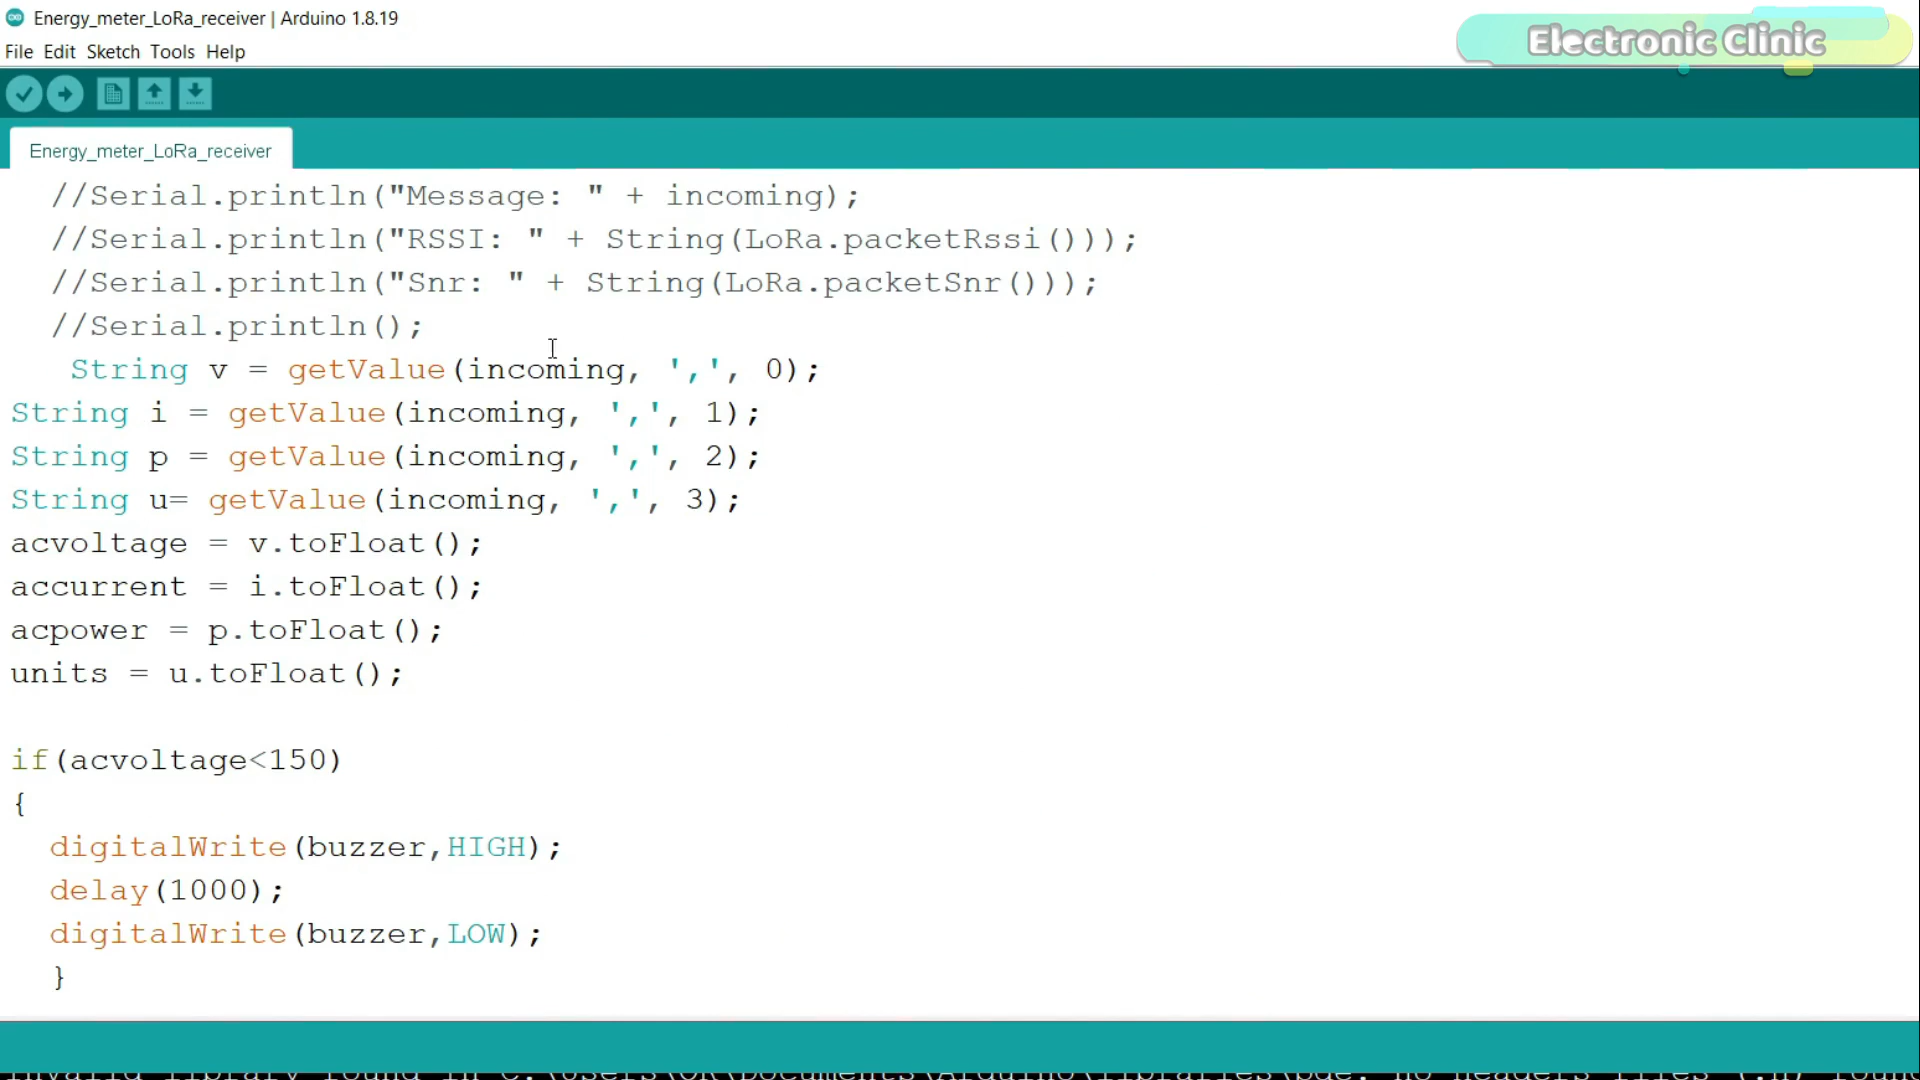 Energy_meter_LoRa_receiver | Arduino 1.8.19
Electronic Clinic
File Edit Sketch Tools Help
Energy_meter_LoRa_receiver
//Serial.println("Message: " + incoming);
//Serial.println("RSSI: " + String(LoRa.packetRssi()));
//Serial.println("Snr: " + String(LoRa.packetSnr()));
//Serial.println();
String v = getValue(incoming, ',', 0);
String i = getValue(incoming, ',', 1);
String p = getValue(incoming, ',', 2);
String u= getValue(incoming, ',', 3);
acvoltage = v.toFloat();
accurrent = i.toFloat();
acpower = p.toFloat();
units = u.toFloat();
if(acvoltage<150)
{
digitalWrite(buzzer,HIGH);
delay(1000);
digitalWrite(buzzer,LOW);
}